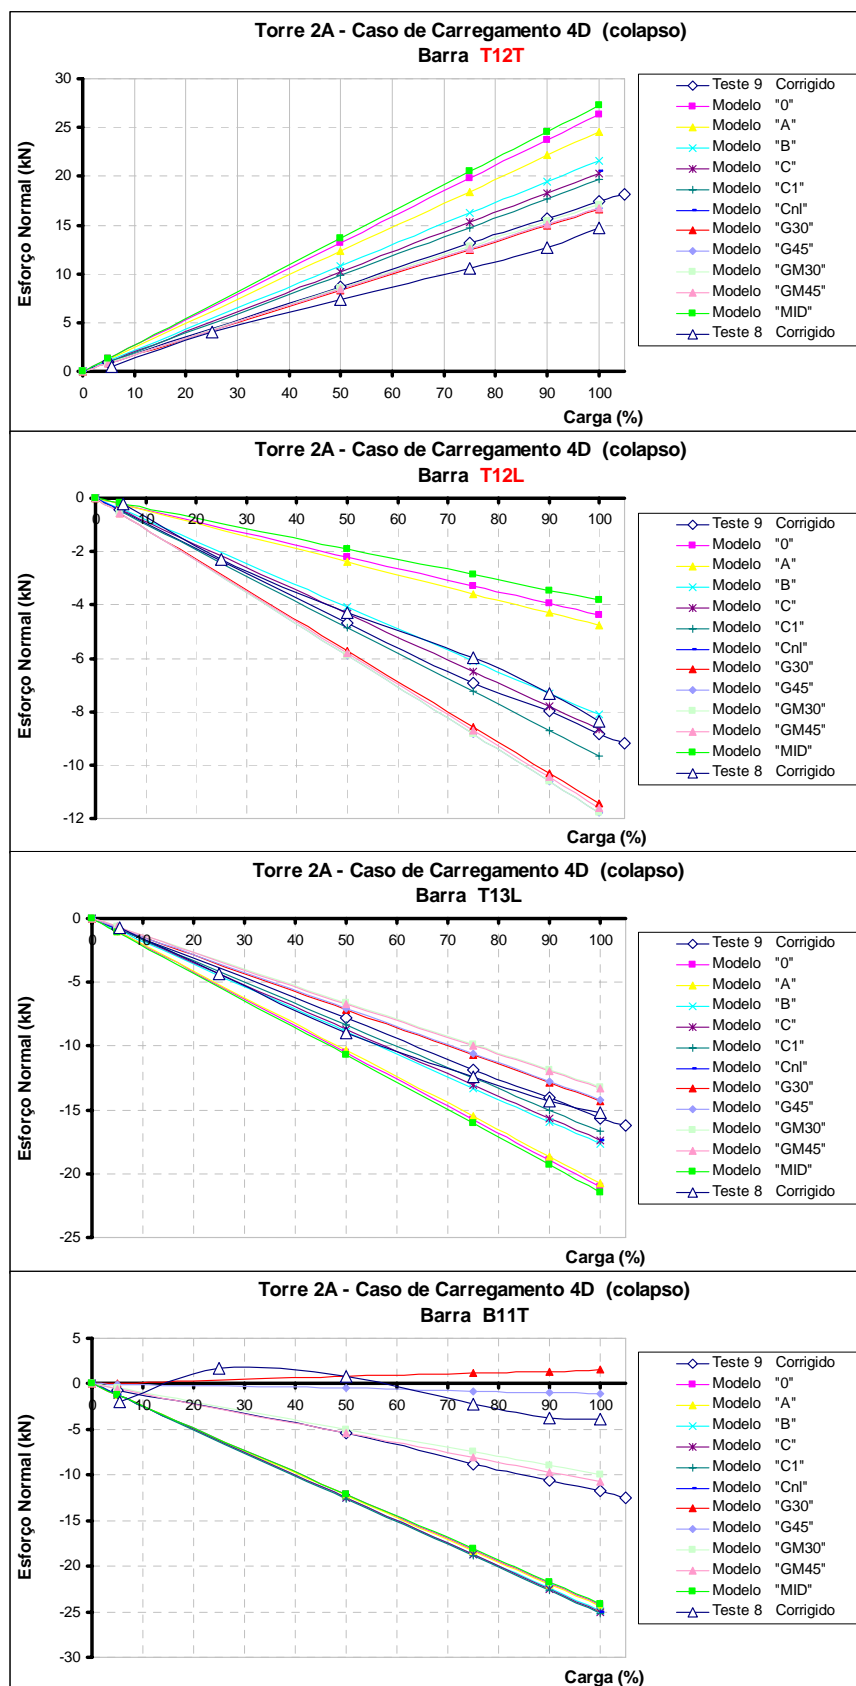 Torre 2A - Caso de Carregamento 4D (colapso)
Barra T12T
30
25
20
15
10
5
0
0 10 20 30 40 50 60 70 80 90 100
Esforço Normal (kN)
Carga (%)
Teste 9 Corrigido
Modelo "0"
Modelo "A"
Modelo "B"
Modelo "C"
Modelo "C1"
Modelo "Cnl"
Modelo "G30"
Modelo "G45"
Modelo "GM30"
Modelo "GM45"
Modelo "MID"
Teste 8 Corrigido
Torre 2A - Caso de Carregamento 4D (colapso)
Barra T12L
0
-2
-4
-6
-8
-10
-12
0 10 20 30 40 50 60 70 80 90 100
Esforço Normal (kN)
Carga (%)
Teste 9 Corrigido
Modelo "0"
Modelo "A"
Modelo "B"
Modelo "C"
Modelo "C1"
Modelo "Cnl"
Modelo "G30"
Modelo "G45"
Modelo "GM30"
Modelo "GM45"
Modelo "MID"
Teste 8 Corrigido
Torre 2A - Caso de Carregamento 4D (colapso)
Barra T13L
0
-5
-10
-15
-20
-25
0 10 20 30 40 50 60 70 80 90 100
Esforço Normal (kN)
Carga (%)
Teste 9 Corrigido
Modelo "0"
Modelo "A"
Modelo "B"
Modelo "C"
Modelo "C1"
Modelo "Cnl"
Modelo "G30"
Modelo "G45"
Modelo "GM30"
Modelo "GM45"
Modelo "MID"
Teste 8 Corrigido
Torre 2A - Caso de Carregamento 4D (colapso)
Barra B11T
5
0
-5
-10
-15
-20
-25
-30
0 10 20 30 40 50 60 70 80 90 100
Esforço Normal (kN)
Carga (%)
Teste 9 Corrigido
Modelo "0"
Modelo "A"
Modelo "B"
Modelo "C"
Modelo "C1"
Modelo "Cnl"
Modelo "G30"
Modelo "G45"
Modelo "GM30"
Modelo "GM45"
Modelo "MID"
Teste 8 Corrigido